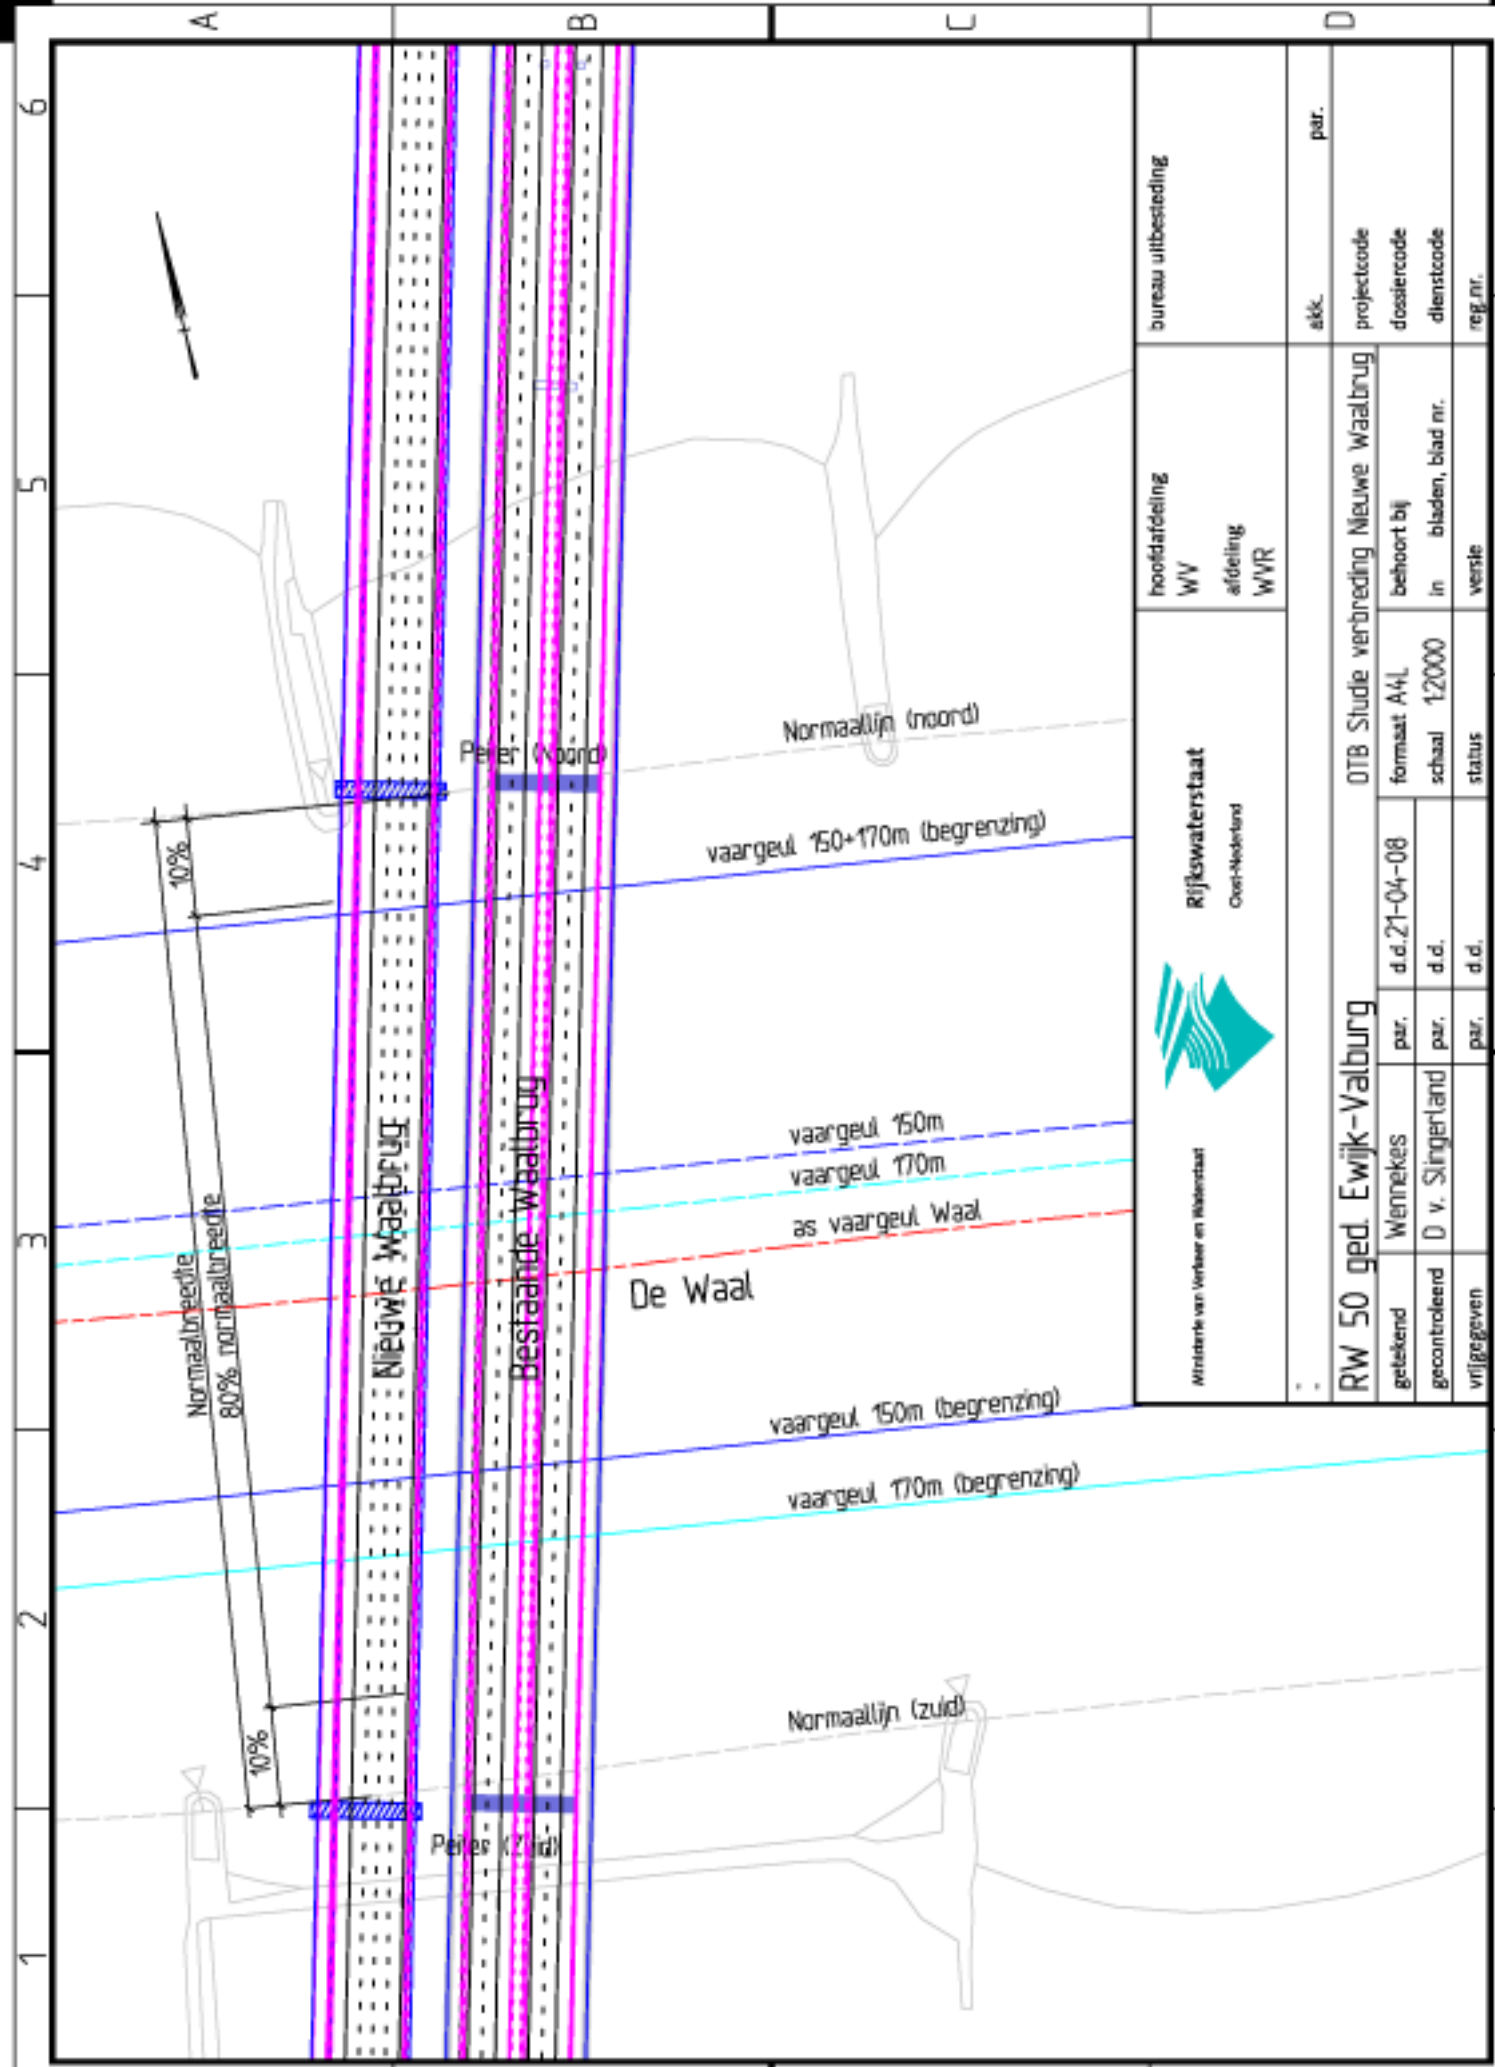 A
B
C
D
6
5
4
3
2
1
Normaallijn (noord)
Peiler (Noord)
vaargeul 150+170m (begrenzing)
10%
Normaalbreedte
80% normaalbreedte
Nieuwe Waalbrug
Bestaande Waalbrug
vaargeul 150m
vaargeul 170m
as vaargeul Waal
De Waal
vaargeul 150m (begrenzing)
vaargeul 170m (begrenzing)
Normaallijn (zuid)
10%
Peiler (Zuid)
Ministerie van Verkeer en Waterstaat
Rijkswaterstaat
Oost-Nederland
hoofdafdeling
WV
afdeling
WVR
bureau uitbesteding
akk.
par.
RW 50 ged. Ewijk-Valburg
OTB Studie verbreding Nieuwe Waalbrug
projectcode
getekend
Wennekes
par.
d.d.21-04-08
formaat A4L
behoort bij
dossiercode
gecontroleerd
D v. Slingerland
par.
d.d.
schaal 1:2000
in bladen, blad nr.
dienstcode
vrijgegeven
par.
d.d.
status
versie
reg.nr.